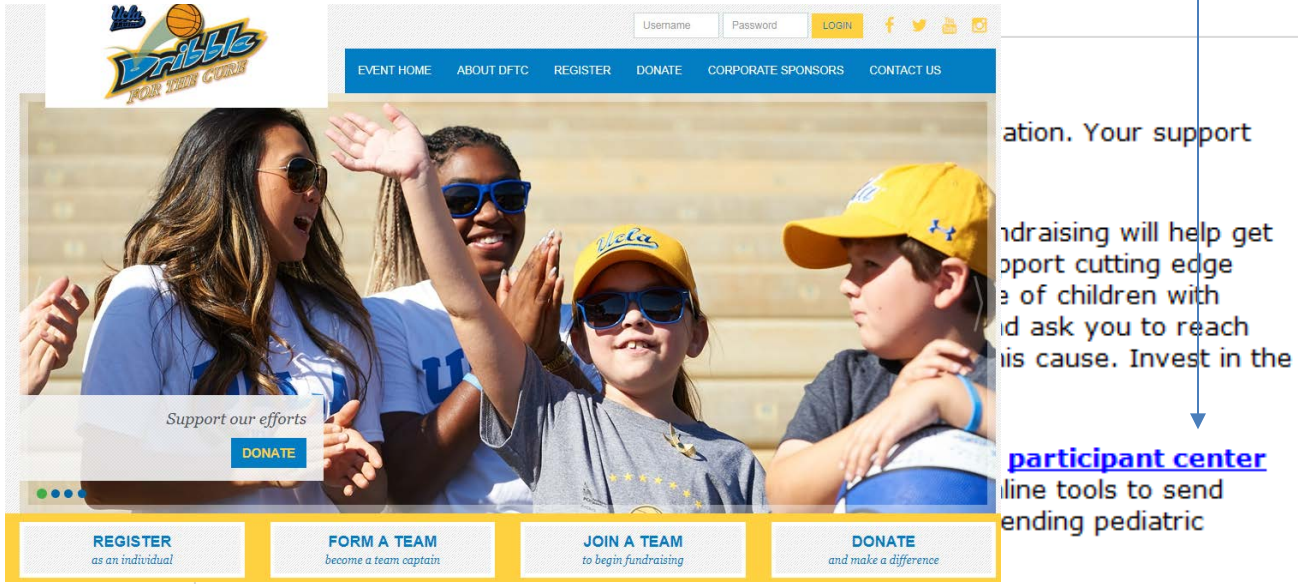 Ucla
Dribble
FOR THE CURE
Username Password LOGIN
EVENT HOME ABOUT DFTC REGISTER DONATE CORPORATE SPONSORS CONTACT US
Ucla
Support our efforts
DONATE
REGISTER
as an individual
FORM A TEAM
become a team captain
JOIN A TEAM
to begin fundraising
DONATE
and make a difference
ation. Your support
ndraising will help get
pport cutting edge
e of children with
nd ask you to reach
his cause. Invest in the
participant center
line tools to send
ending pediatric